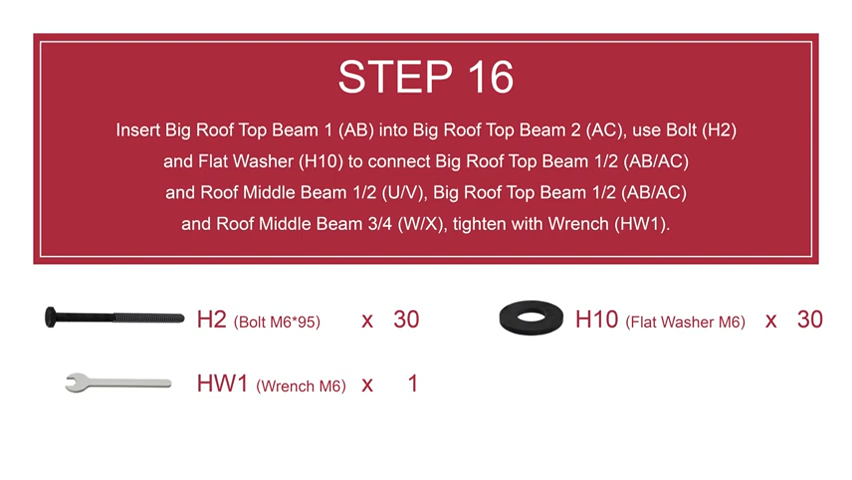 STEP 16
Insert Big Roof Top Beam 1 (AB) into Big Roof Top Beam 2 (AC), use Bolt (H2)
and Flat Washer (H10) to connect Big Roof Top Beam 1/2 (AB/AC)
and Roof Middle Beam 1/2 (U/V), Big Roof Top Beam 1/2 (AB/AC)
and Roof Middle Beam 3/4 (W/X), tighten with Wrench (HW1).
H2 (Bolt M6*95) x 30
H10 (Flat Washer M6) x 30
HW1 (Wrench M6) x 1